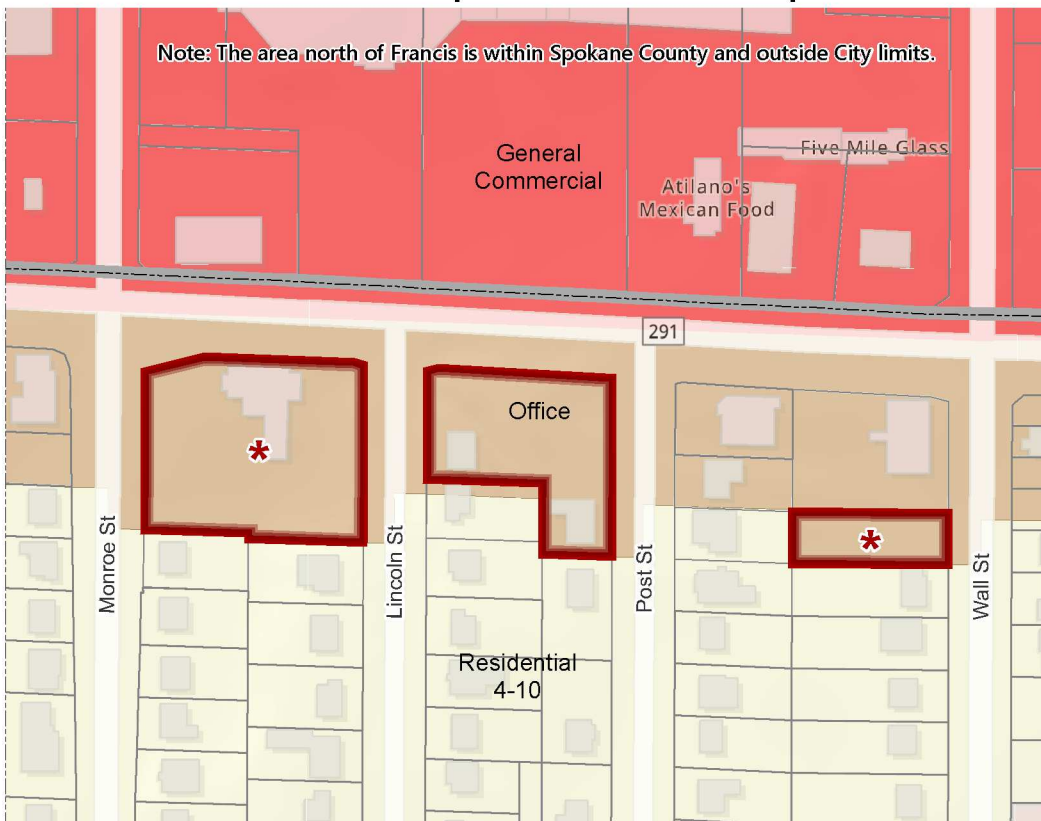 Note: The area north of Francis is within Spokane County and outside City limits.
General
Commercial
Five Mile Glass
Atilano's
Mexican Food
291
Office
*
*
Monroe St
Lincoln St
Post St
Wall St
Residential
4-10